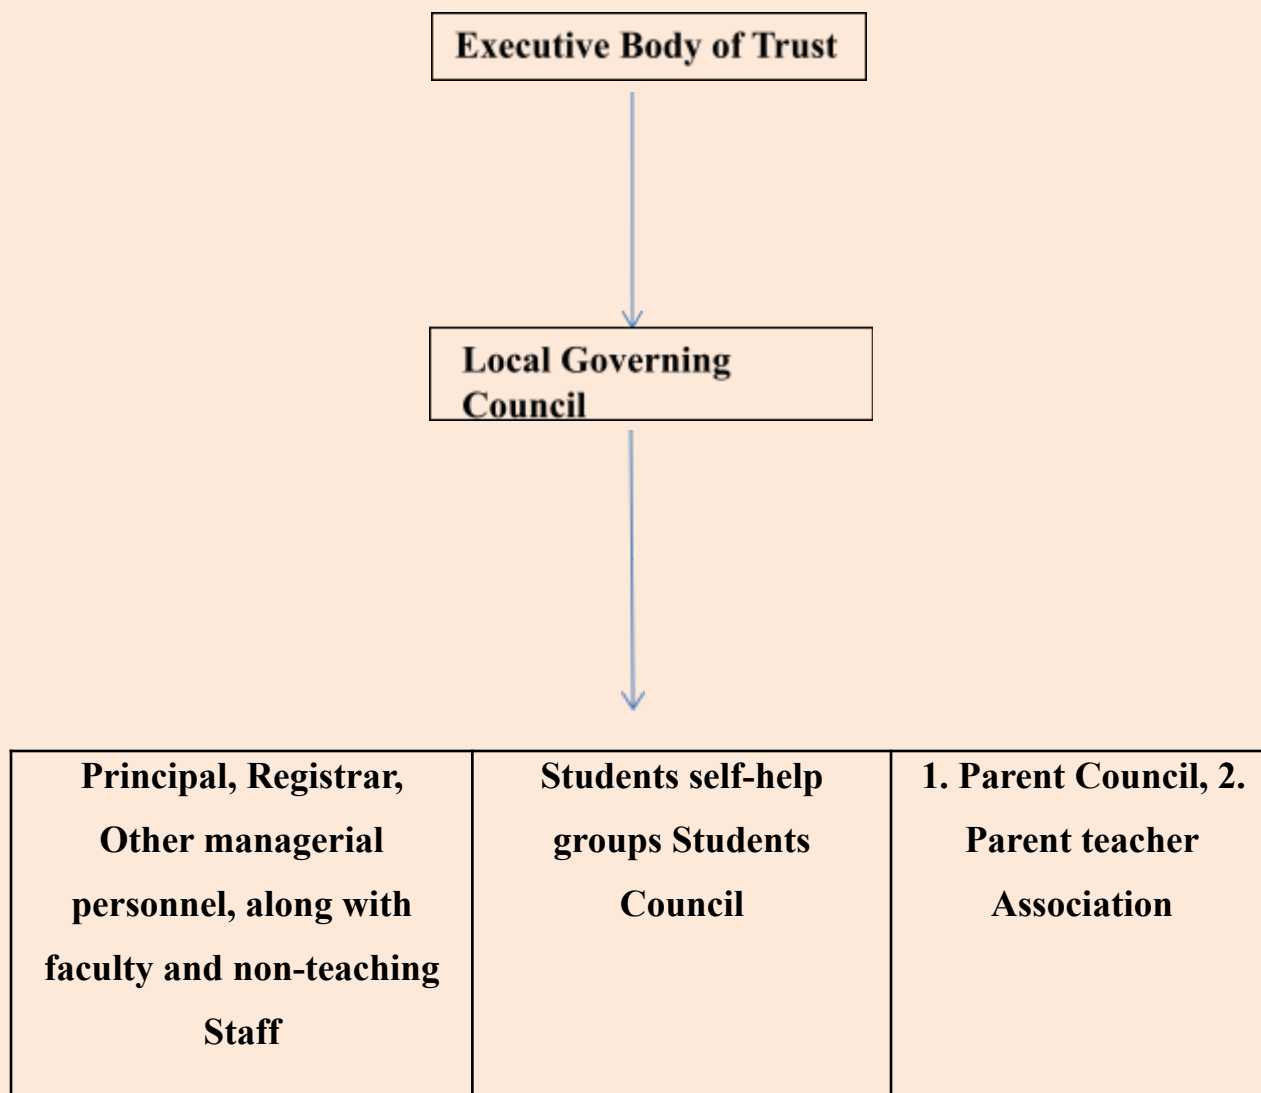 Executive Body of Trust
Local Governing
Council
Principal, Registrar,
Other managerial
personnel, along with
faculty and non-teaching
Staff
Students self-help
groups Students
Council
1. Parent Council, 2.
Parent teacher
Association